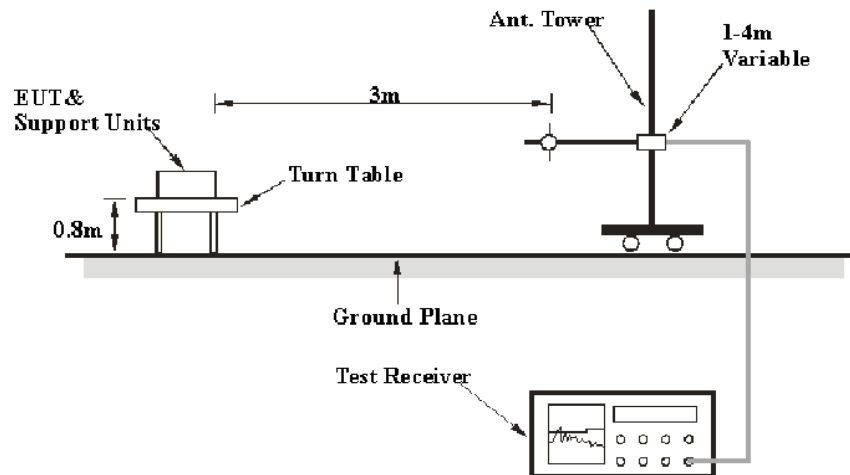 Ant. Tower
1-4m
Variable
3m
EUT &
Support Units
Turn Table
0.8m
Ground Plane
Test Receiver